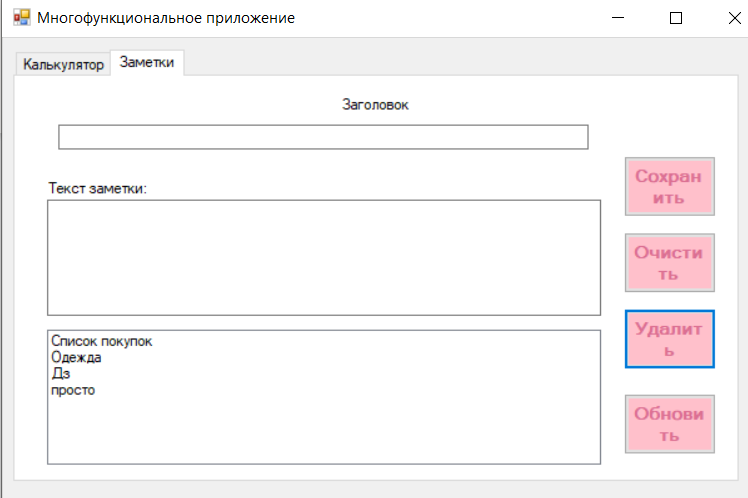 Многофункциональное приложение
Калькулятор
Заметки
Заголовок
Текст заметки:
Сохран
ить
Очисти
ть
Удалит
ь
Список покупок
Одежда
Дз
просто
Обнови
ть